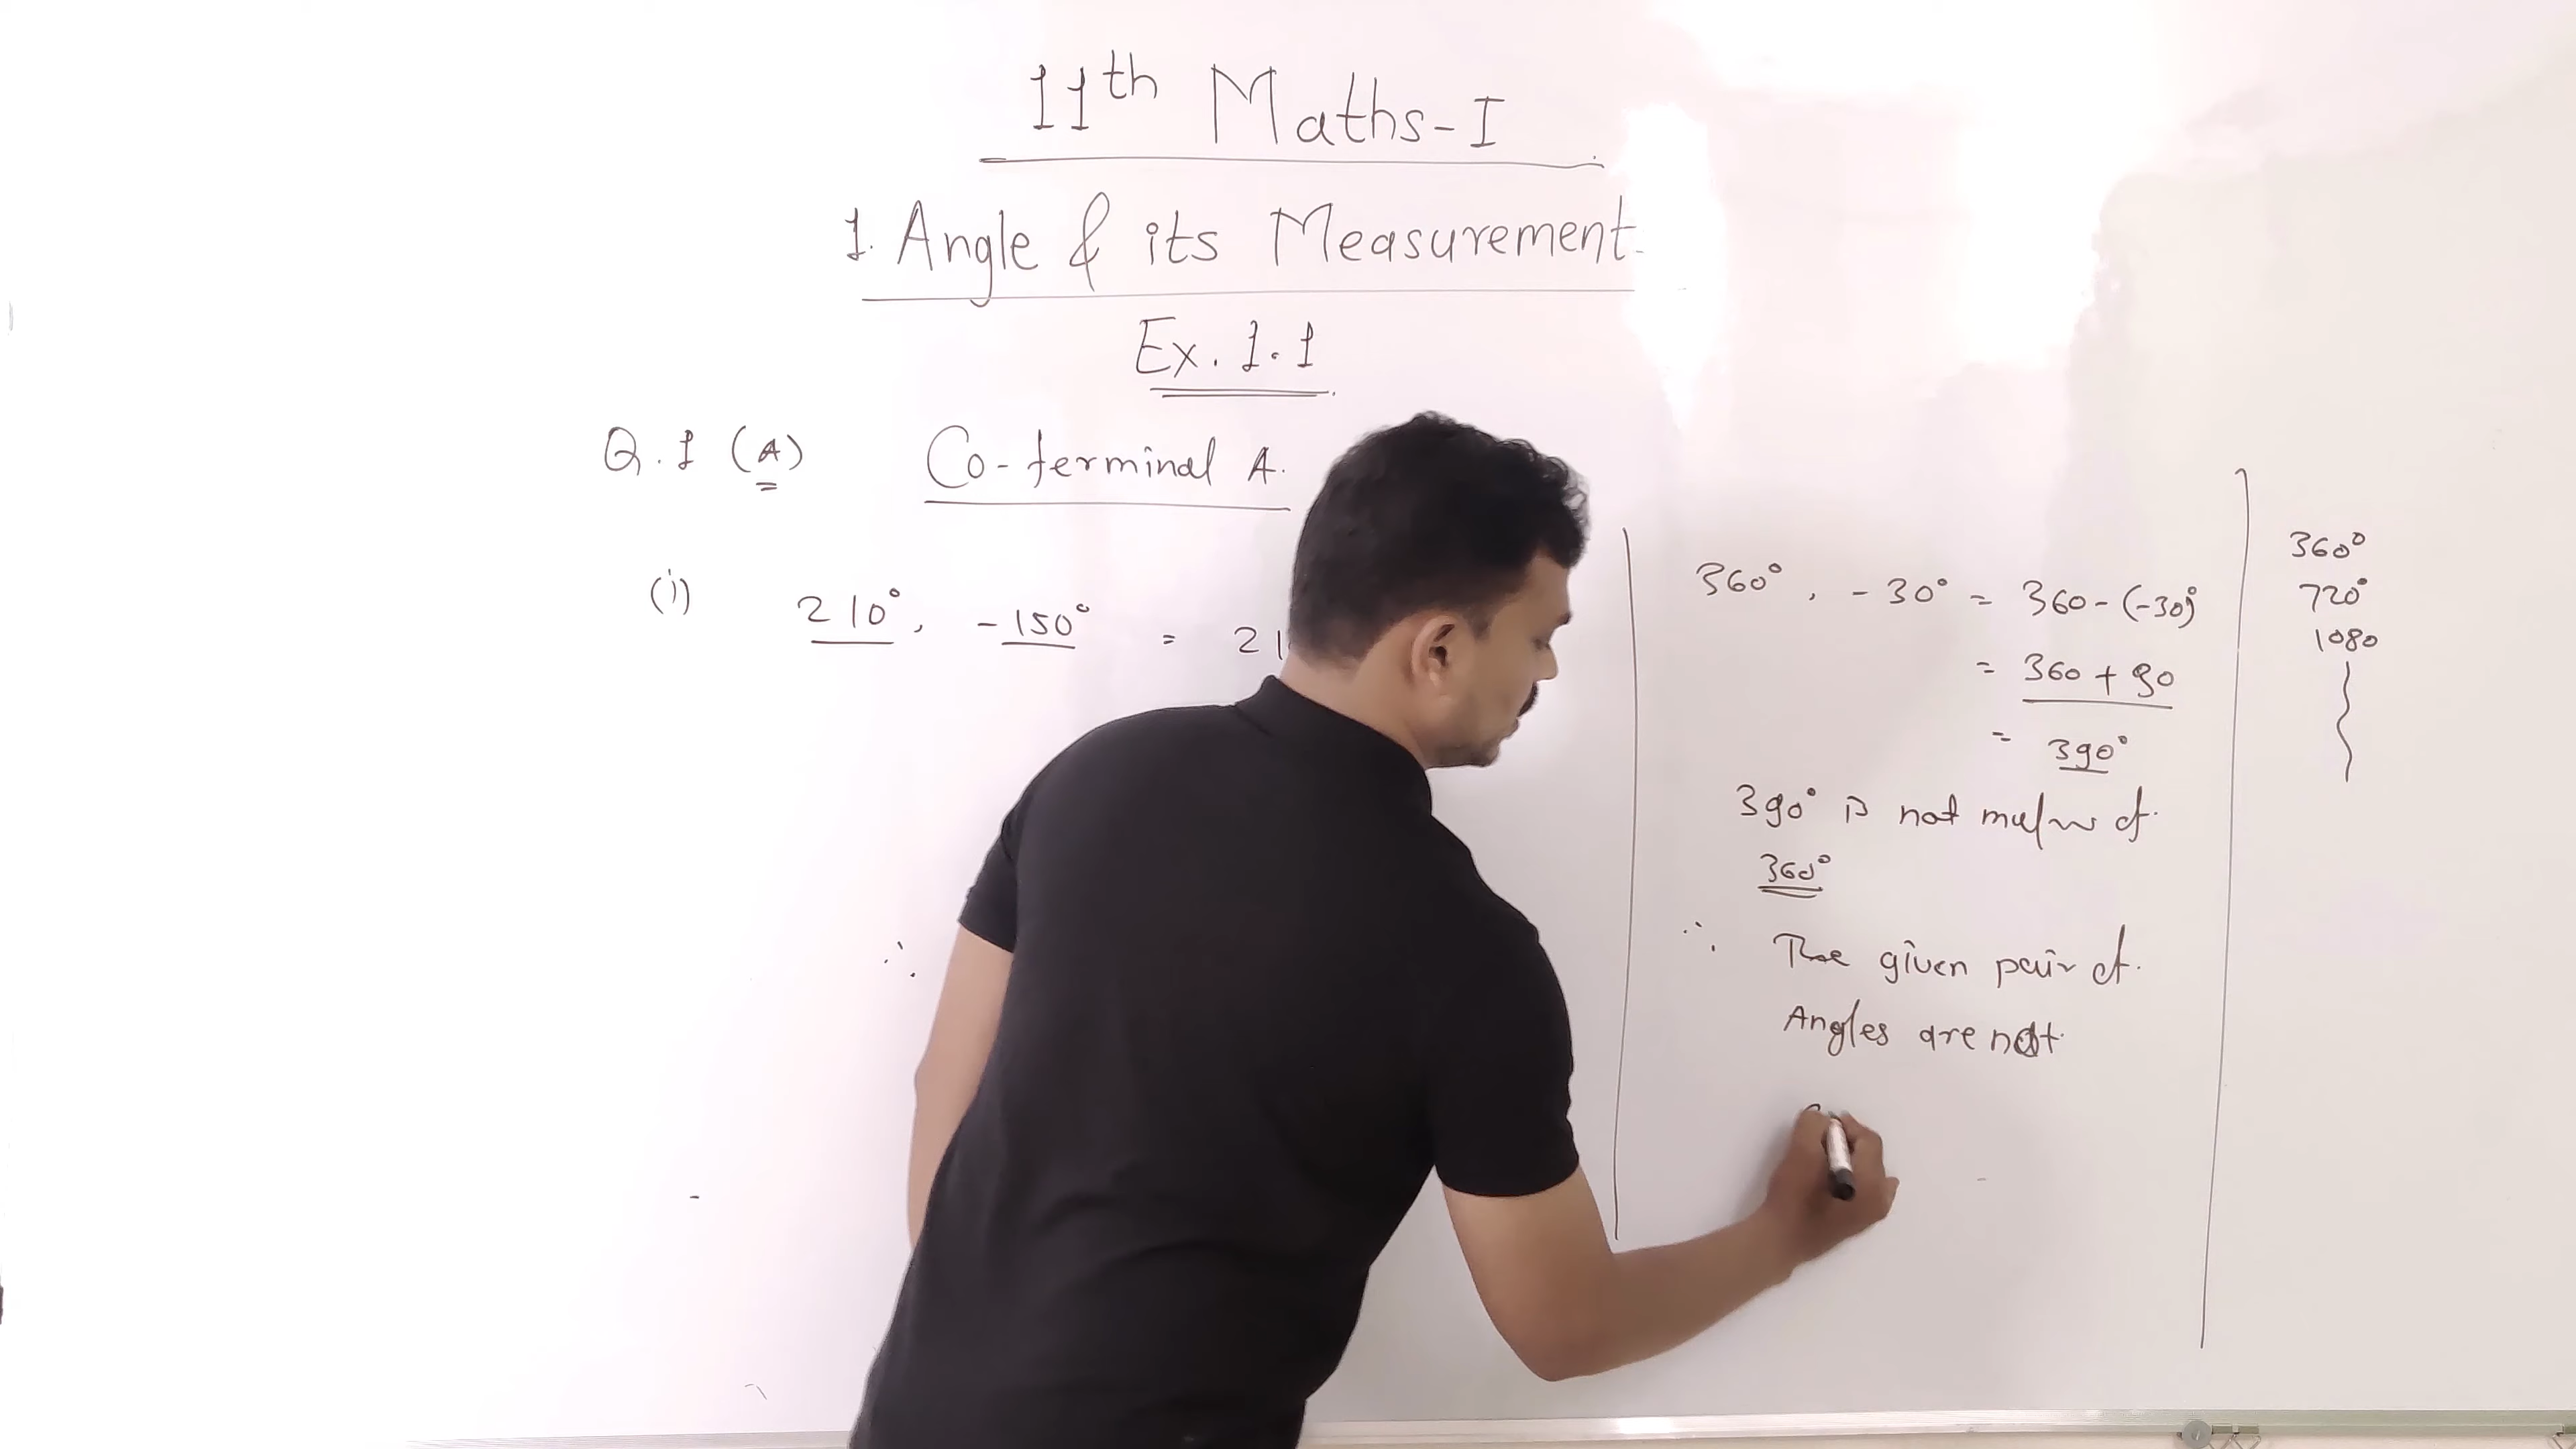 11th Maths-I
1. Angle & its Measurement.
Ex. 1.1
Q.1 (A) Co-terminal A.
(i) 210°, -150° = 21
∴
360°, -30° = 360-(-30)°
= 360 + 30
= 390°
390° is not of
360°
∴ The given pair of
Angles are not
360°
720°
1080